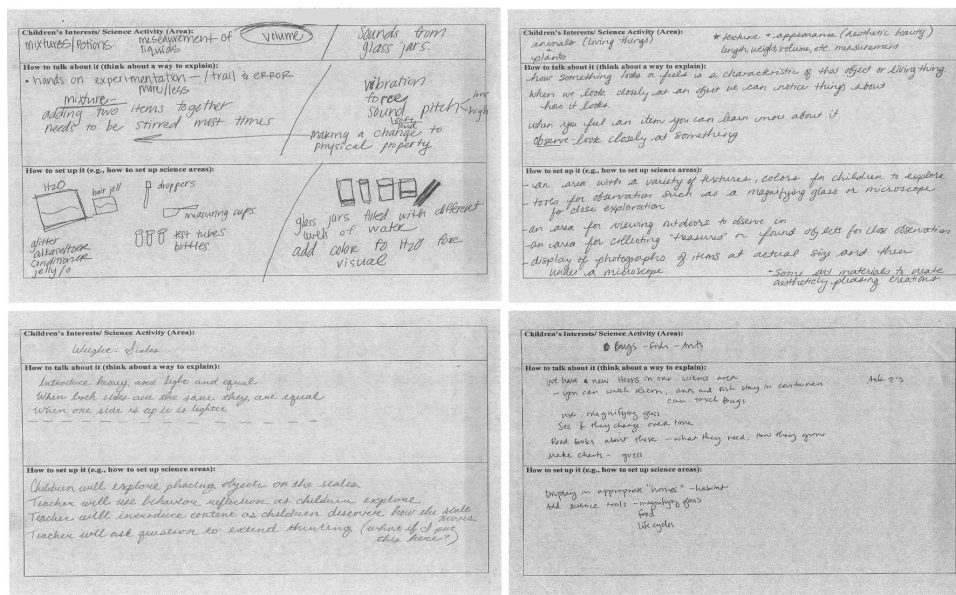 Children's Interests/ Science Activity (Area):
mixtures/Potions measurement of volume
liquids
sounds from
glass jars
How to talk about it (think about a way to explain):
• hands on experimentation - / trail & ERROR
more/less
mixture -
adding two items together
needs to be stirred most times
vibration
force
sound pitch < low
high
soft
loud
making a change to
physical property
How to set up it (e.g., how to set up science areas):
H2O
hair jell
droppers
measuring cups
test tubes
bottles
glitter
alkaseltzer
conditioner
jelly/o
glass jars filled with different
levels of water
add color to H2O for
visual
Children's Interests/ Science Activity (Area):
animals (living things)
plants
* texture + appearance (aesthetic beauty)
length, weight, volume, etc. measurement
How to talk about it (think about a way to explain):
how something looks or feels is a characteristic of this object or living thing
when we look closely at an object we can notice things about
how it looks.
when you feel an item you can learn more about it
observe - look closely at something
How to set up it (e.g., how to set up science areas):
- an area with a variety of textures, colors for children to explore
- tools for observation such as a magnifying glass or microscope
for close exploration
- an area for viewing outdoors to observe in
- an area for collecting "treasures" or found objects for close observation
- display of photographs of items at actual size and then
under a microscope
- some art materials to create
aesthetically pleasing creations
Children's Interests/ Science Activity (Area):
Weight - Scales
How to talk about it (think about a way to explain):
Introduce heavy, and light and equal
When both sides are the same they are equal
When one side is up it is lighter
How to set up it (e.g., how to set up science areas):
Children will explore placing objects on the scales
Teacher will use behavior reflection as children explore
Teacher will introduce content as children discover how the scale
moves
Teacher will ask question to extend thinking (what if I put
this here?)
Children's Interests/ Science Activity (Area):
Bugs - Fish - Ants
How to talk about it (think about a way to explain):
We have a new items in our science area
- you can watch them, ants and fish stay in containers
can touch bugs
use magnifying glass
See if they change over time
Read books about these - what they need. How they grow
Make charts - guess
Ask
How to set up it (e.g., how to set up science areas):
Display in appropriate "homes" - habitat
Add science tools - magnifying glass
food
life cycles